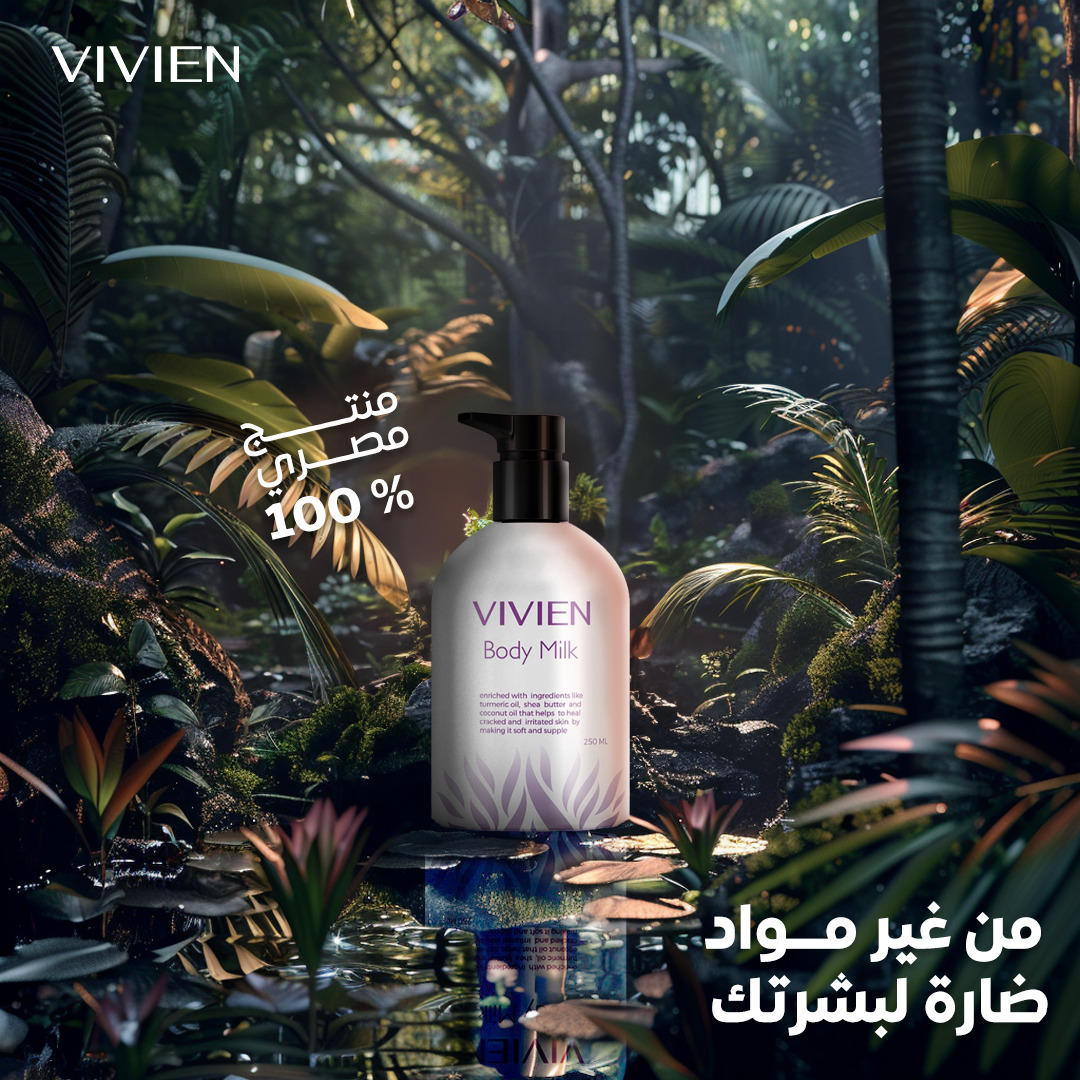 VIVIEN
منتج
مصري
100 %
VIVIEN
Body Milk
enriched with ingredients like
turmeric oil, shea butter and
coconut oil that helps to heal
cracked and irritated skin by
making it soft and supple
250 ML
من غير مواد
ضارة لبشرتك